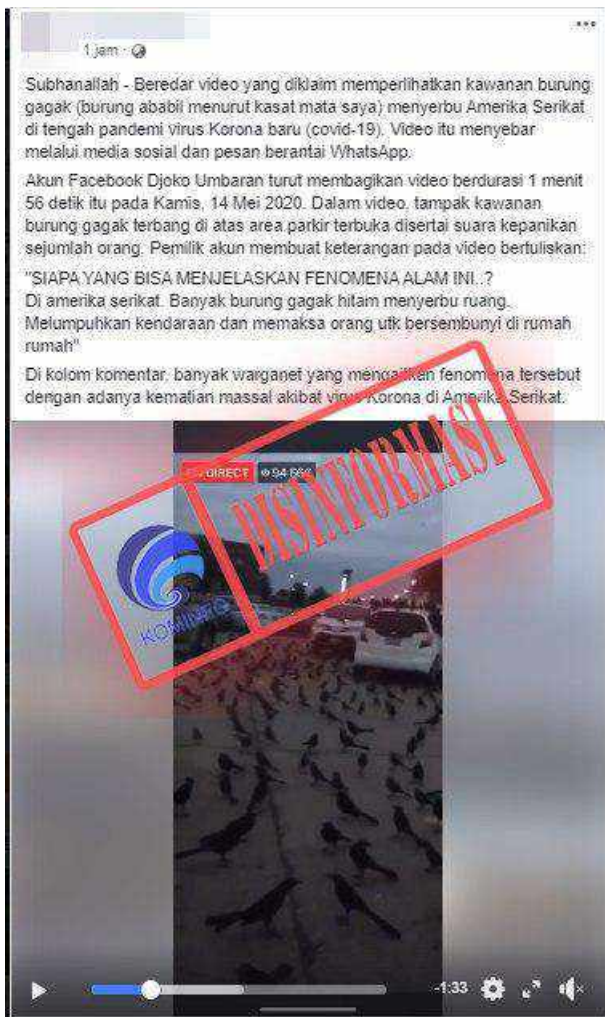 1 jam ·
Subhanallah - Beredar video yang diklaim memperlihatkan kawanan burung
gagak (burung ababil menurut kasat mata saya) menyerbu Amerika Serikat
di tengah pandemi virus Korona baru (covid-19). Video itu menyebar
melalui media sosial dan pesan berantai WhatsApp.
Akun Facebook Djoko Umbaran turut membagikan video berdurasi 1 menit
56 detik itu pada Kamis, 14 Mei 2020. Dalam video, tampak kawanan
burung gagak terbang di atas area parkir terbuka disertai suara kepanikan
sejumlah orang. Pemilik akun membuat keterangan pada video bertuliskan:
"SIAPA YANG BISA MENJELASKAN FENOMENA ALAM INI..?
Di amerika serikat. Banyak burung gagak hitam menyerbu ruang.
Melumpuhkan kendaraan dan memaksa orang utk bersembunyi di rumah
rumah"
Di kolom komentar, banyak warganet yang mengaitkan fenomena tersebut
dengan adanya kematian massal akibat virus Korona di Amerika Serikat.
DIRECT
DISINFORMASI
KOMINFO
-1:33